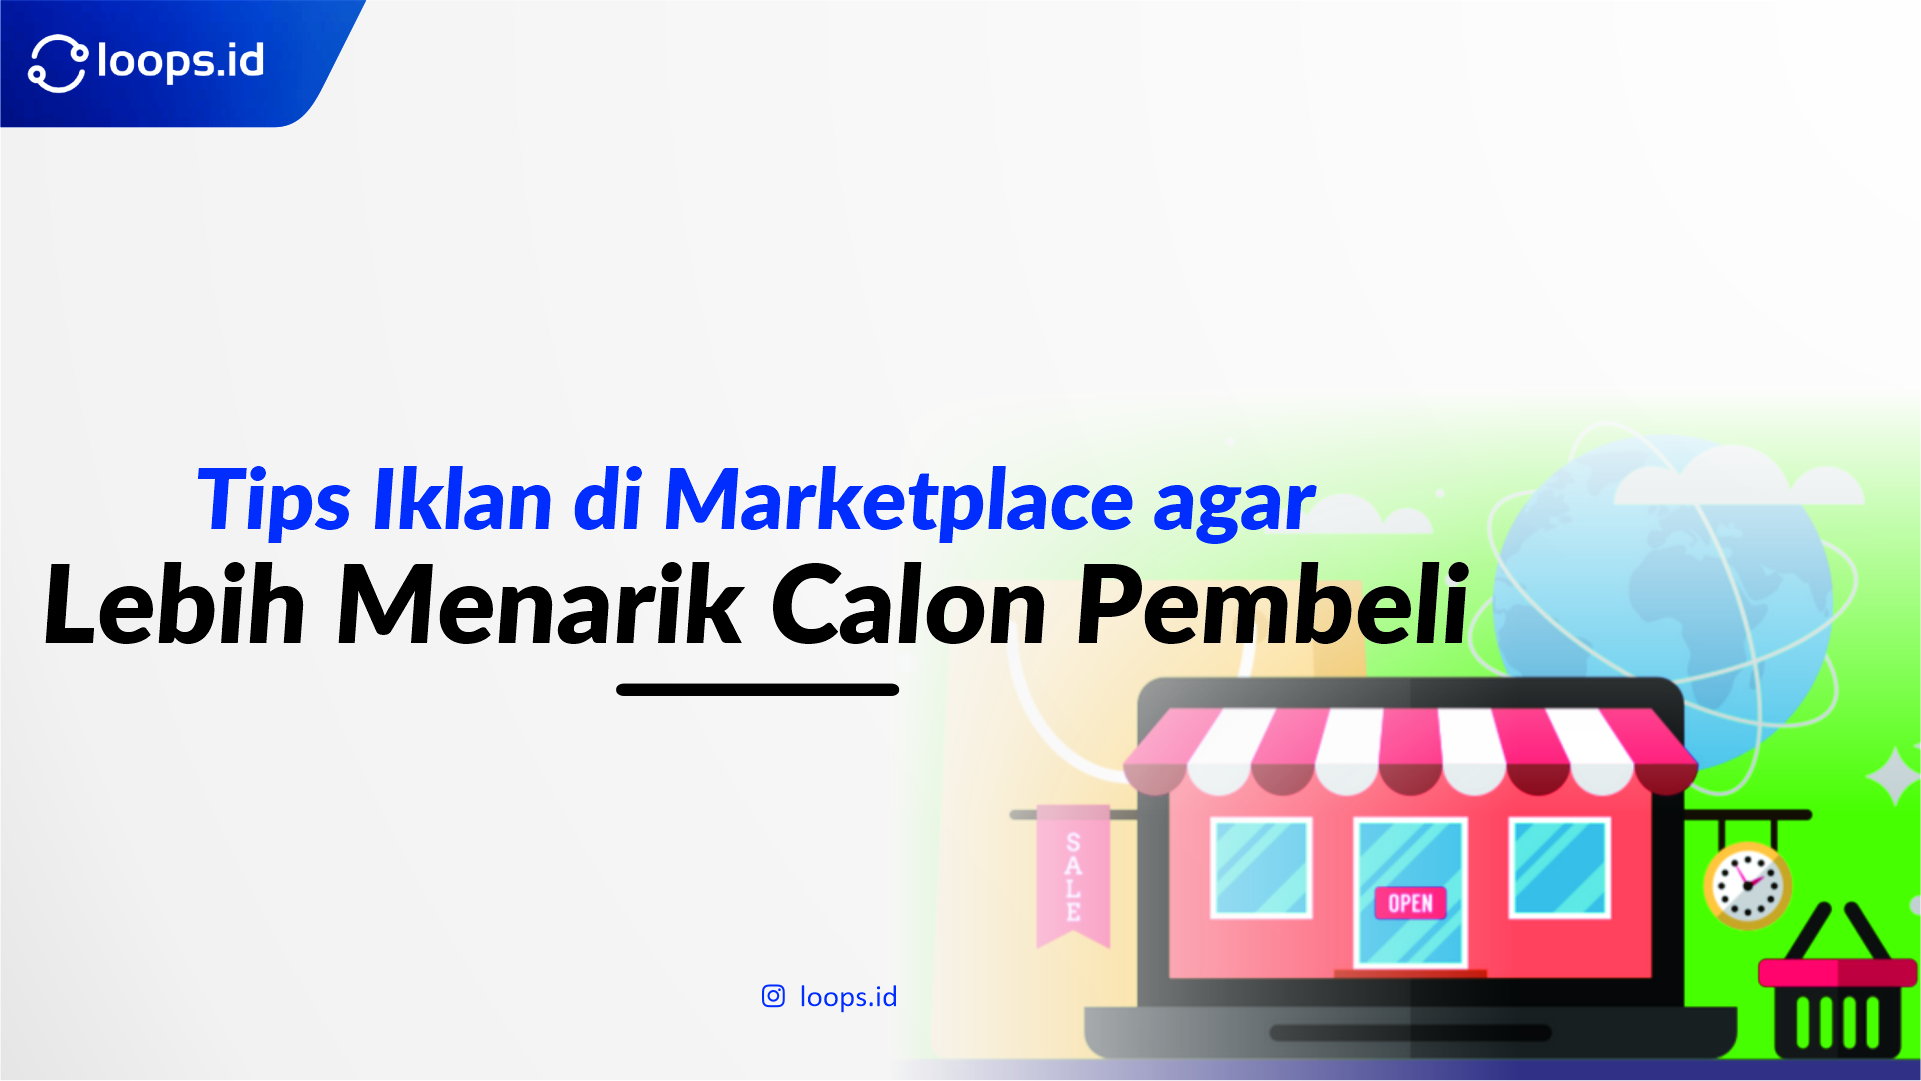 loops.id
Tips Iklan di Marketplace agar
Lebih Menarik Calon Pembeli
SALE
OPEN
loops.id